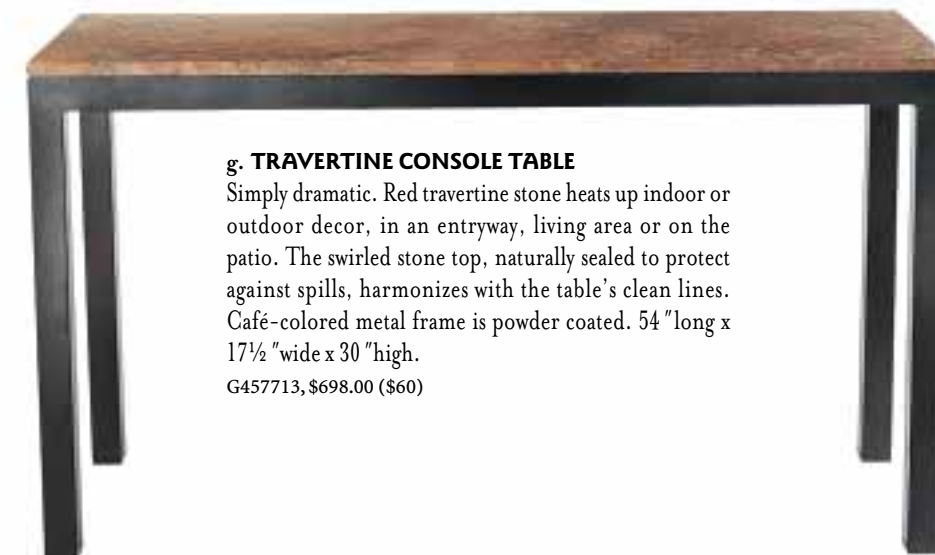 g. TRAVERTINE CONSOLE TABLE
Simply dramatic. Red travertine stone heats up indoor or
outdoor decor, in an entryway, living area or on the
patio. The swirled stone top, naturally sealed to protect
against spills, harmonizes with the table’s clean lines.
Café-colored metal frame is powder coated. 54 "long x
17½ "wide x 30 "high.
G457713, $698.00 ($60)